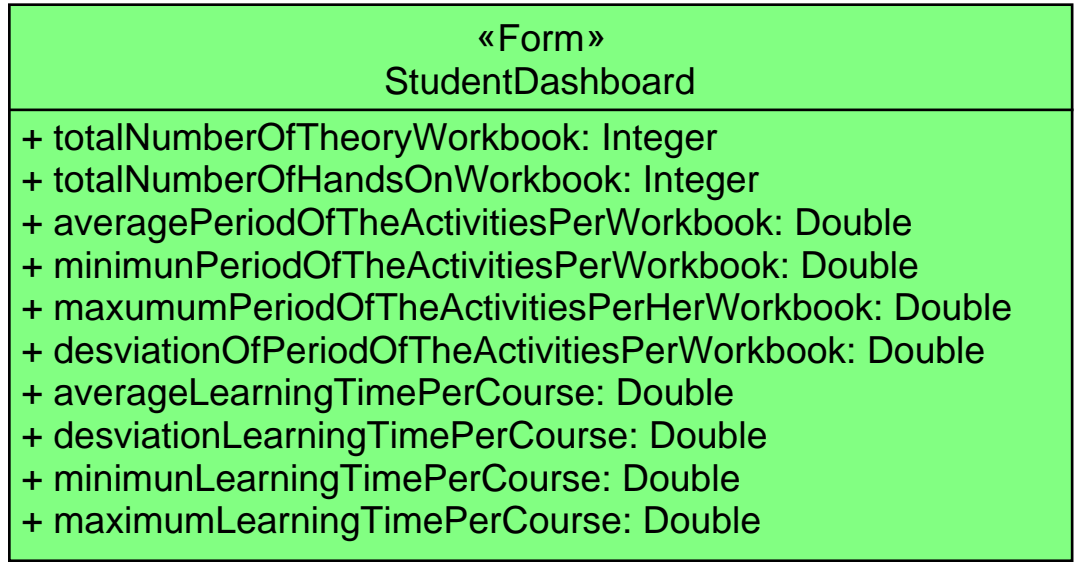 «Form»
StudentDashboard
+ totalNumberOfTheoryWorkbook: Integer
+ totalNumberOfHandsOnWorkbook: Integer
+ averagePeriodOfTheActivitiesPerWorkbook: Double
+ minimunPeriodOfTheActivitiesPerWorkbook: Double
+ maxumumPeriodOfTheActivitiesPerHerWorkbook: Double
+ desviationOfPeriodOfTheActivitiesPerWorkbook: Double
+ averageLearningTimePerCourse: Double
+ desviationLearningTimePerCourse: Double
+ minimunLearningTimePerCourse: Double
+ maximumLearningTimePerCourse: Double